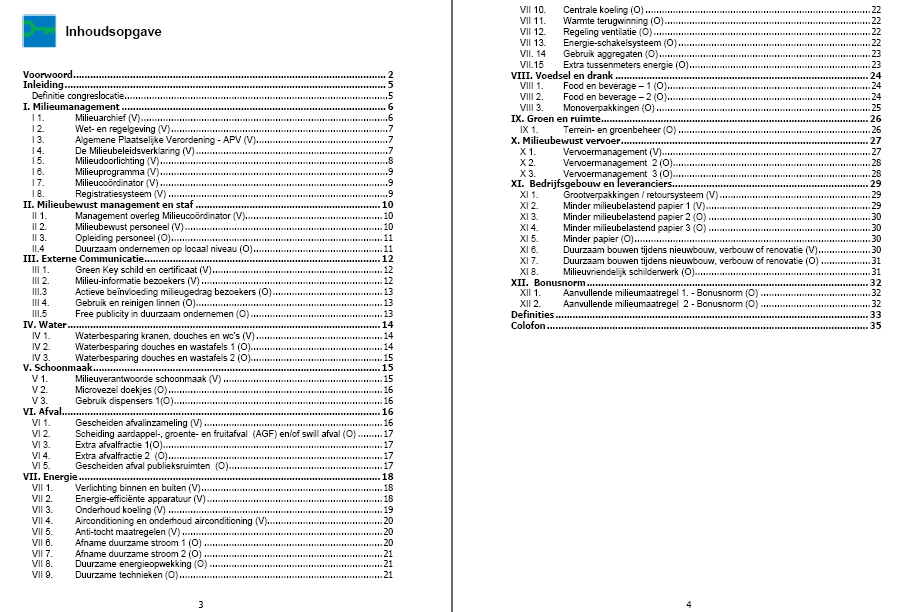 Inhoudsopgave
Voorwoord 2
Inleiding 5
Definitie congreslocatie 5
I. Milieumanagement 6
I 1. Milieuarchief (V) 6
I 2. Wet- en regelgeving (V) 7
I 3. Algemene Plaatselijke Verordening - APV (V) 7
I 4. De Milieubeleidsverklaring (V) 7
I 5. Milieudoorlichting (V) 8
I 6. Milieuprogramma (V) 9
I 7. Milieucoördinator (V) 9
I 8. Registratiesysteem (V) 9
II. Milieubewust management en staf 10
II 1. Management overleg Milieucoördinator (V) 10
II 2. Milieubewust personeel (V) 10
II 3. Opleiding personeel (O) 11
II.4 Duurzaam ondernemen op locaal niveau (O) 11
III. Externe Communicatie 12
III 1. Green Key schild en certificaat (V) 12
III 2. Milieu-informatie bezoekers (V) 12
III.3 Actieve beïnvloeding milieugedrag bezoekers (O) 13
III 4. Gebruik en reinigen linnen (O) 13
III.5 Free publicity in duurzaam ondernemen (O) 13
IV. Water 14
IV 1. Waterbesparing kranen, douches en wc's (V) 14
IV 2. Waterbesparing douches en wastafels 1 (O) 14
IV 3. Waterbesparing douches en wastafels 2 (O) 15
V. Schoonmaak 15
V 1. Milieuverantwoorde schoonmaak (V) 15
V 2. Microvezel doekjes (O) 16
V 3. Gebruik dispensers 1(O) 16
VI. Afval 16
VI 1. Gescheiden afvalinzameling (V) 16
VI 2. Scheiding aardappel-, groente- en fruitafval (AGF) en/of swill afval (O) 17
VI 3. Extra afvalfractie 1(O) 17
VI 4. Extra afvalfractie 2 (O) 17
VI 5. Gescheiden afval publieksruimten (O) 17
VII. Energie 18
VII 1. Verlichting binnen en buiten (V) 18
VII 2. Energie-efficiënte apparatuur (V) 18
VII 3. Onderhoud koeling (V) 19
VII 4. Airconditioning en onderhoud airconditioning (V) 20
VII 5. Anti-tocht maatregelen (V) 20
VII 6. Afname duurzame stroom 1 (O) 20
VII 7. Afname duurzame stroom 2 (O) 21
VII 8. Duurzame energieopwekking (O) 21
VII 9. Duurzame technieken (O) 21
3
VII 10. Centrale koeling (O) 22
VII 11. Warmte terugwinning (O) 22
VII 12. Regeling ventilatie (O) 22
VII 13. Energie-schakelsysteem (O) 22
VII. 14 Gebruik aggregaten (O) 23
VII.15 Extra tussenmeters energie (O) 23
VIII. Voedsel en drank 24
VIII 1. Food en beverage – 1 (O) 24
VIII 2. Food en beverage – 2 (O) 24
VIII 3. Monoverpakkingen (O) 25
IX. Groen en ruimte 26
IX 1. Terrein- en groenbeheer (O) 26
X. Milieubewust vervoer 27
X 1. Vervoermanagement (V) 27
X 2. Vervoermanagement 2 (O) 28
X 3. Vervoermanagement 3 (O) 28
XI. Bedrijfsgebouw en leveranciers 29
XI 1. Grootverpakkingen / retoursysteem (V) 29
XI 2. Minder milieubelastend papier 1 (V) 29
XI 3. Minder milieubelastend papier 2 (O) 30
XI 4. Minder milieubelastend papier 3 (O) 30
XI 5. Minder papier (O) 30
XI 6. Duurzaam bouwen tijdens nieuwbouw, verbouw of renovatie (V) 30
XI 7. Duurzaam bouwen tijdens nieuwbouw, verbouw of renovatie (O) 31
XI 8. Milieuvriendelijk schilderwerk (O) 31
XII. Bonusnorm 32
XII 1. Aanvullende milieumaatregel 1. - Bonusnorm (O) 32
XII 2. Aanvullende milieumaatregel 2 - Bonusnorm (O) 32
Definities 33
Colofon 35
4